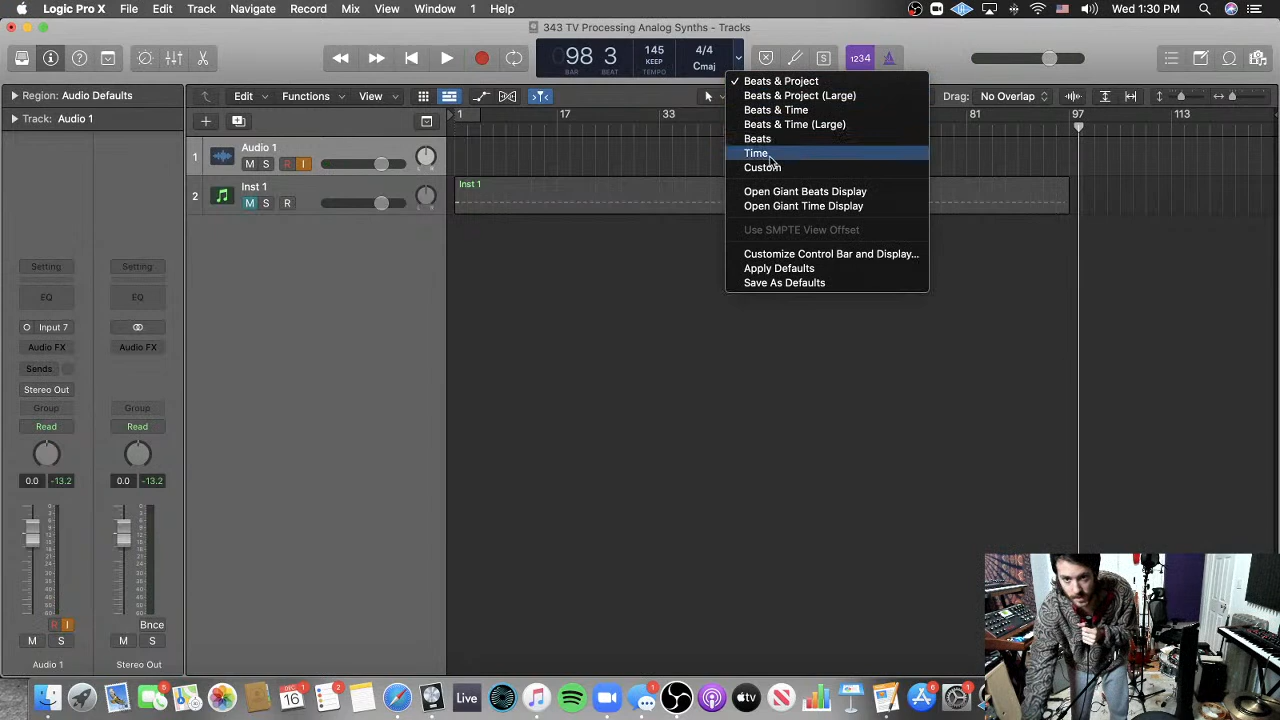 Logic Pro X File Edit Track Navigate Record Mix View Window 1 Help Wed 1:30 PM
343 TV Processing Analog Synths - Tracks
98 3 145 4/4 1234
KEEP Cmaj
BAR BEAT TEMPO
Region: Audio Defaults
Edit Functions View Drag: No Overlap
Track: Audio 1
1 17 33 81 97 113
Beats & Project
Beats & Project (Large)
Beats & Time
Beats & Time (Large)
Beats
Time
Custom
Open Giant Beats Display
Open Giant Time Display
Use SMPTE View Offset
Customize Control Bar and Display...
Apply Defaults
Save As Defaults
1 Audio 1
M S R I
2 Inst 1
M S R
Inst 1
Setting Setting
EQ EQ
Input 7
Audio FX Audio FX
Sends
Stereo Out
Group Group
Read Read
0.0 -13.2 0.0 -13.2
R I Bnce
M S M S
Audio 1 Stereo Out
Live